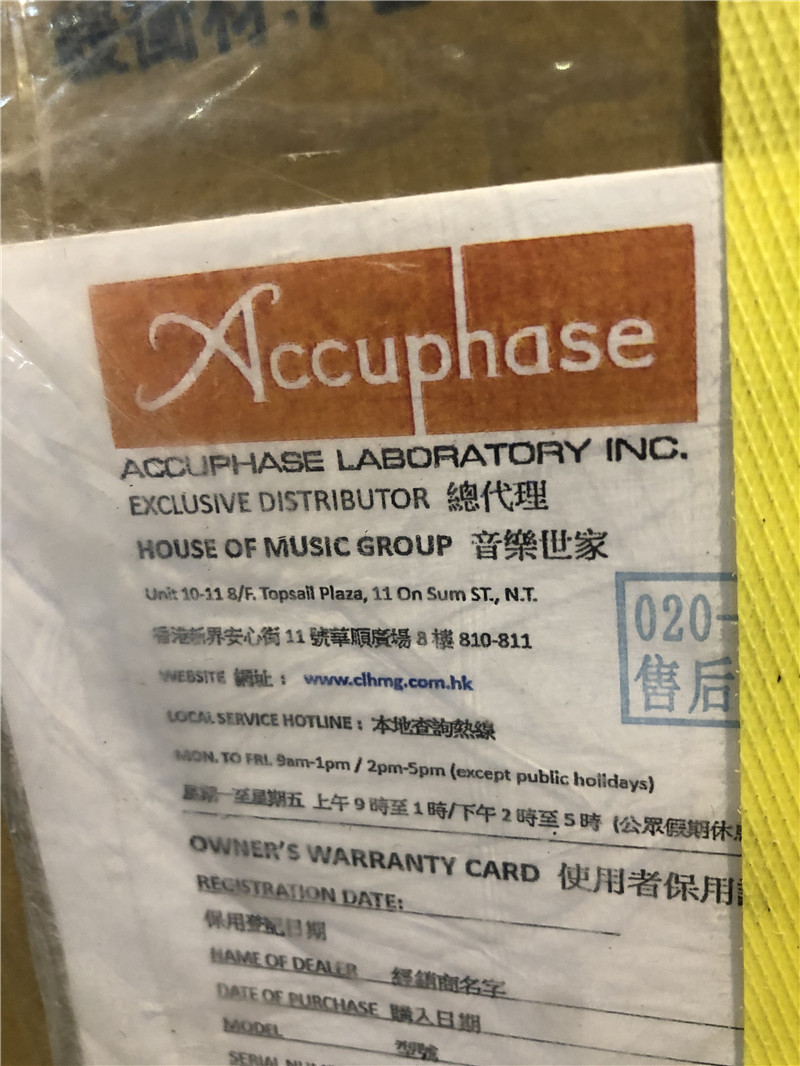 緩衝材.
Accuphase
ACCUPHASE LABORATORY INC.
EXCLUSIVE DISTRIBUTOR 總代理
HOUSE OF MUSIC GROUP 音樂世家
Unit 10-11 8/F. Topsail Plaza, 11 On Sum ST., N.T.
香港新界安心街 11 號華順廣場 8 樓 810-811
WEBSITE 網址： www.clhmg.com.hk
020-
售后
LOCAL SERVICE HOTLINE : 本地查詢熱線
MON. TO FRI. 9am-1pm / 2pm-5pm (except public holidays)
星期一至星期五 上午 9 時至 1 時/下午 2 時至 5 時 (公眾假期休
OWNER'S WARRANTY CARD 使用者保用
REGISTRATION DATE:
保用登記日期
NAME OF DEALER 經銷商名字
DATE OF PURCHASE 購入日期
MODEL 型號
SERIAL